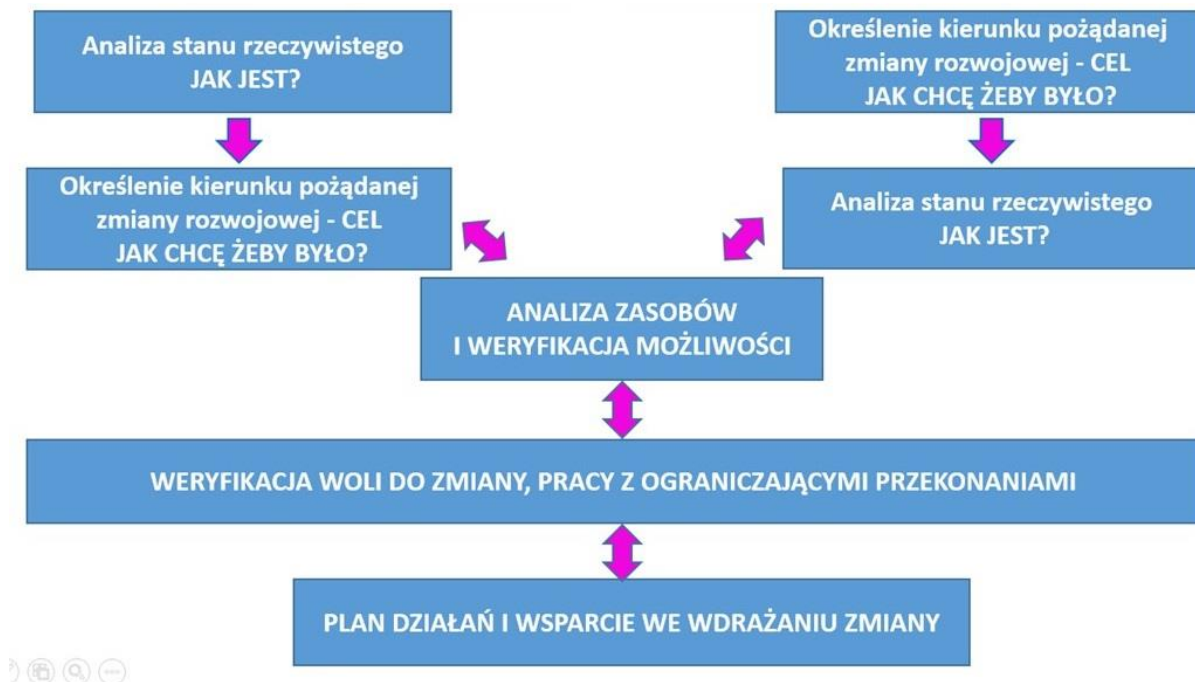 Analiza stanu rzeczywistego
JAK JEST?
Określenie kierunku pożądanej
zmiany rozwojowej - CEL
JAK CHCĘ ŻEBY BYŁO?
Określenie kierunku pożądanej
zmiany rozwojowej - CEL
JAK CHCĘ ŻEBY BYŁO?
Analiza stanu rzeczywistego
JAK JEST?
ANALIZA ZASOBÓW
I WERYFIKACJA MOŻLIWOŚCI
WERYFIKACJA WOLI DO ZMIANY, PRACY Z OGRANICZAJĄCYMI PRZEKONANIAMI
PLAN DZIAŁAŃ I WSPARCIE WE WDRAŻANIU ZMIANY